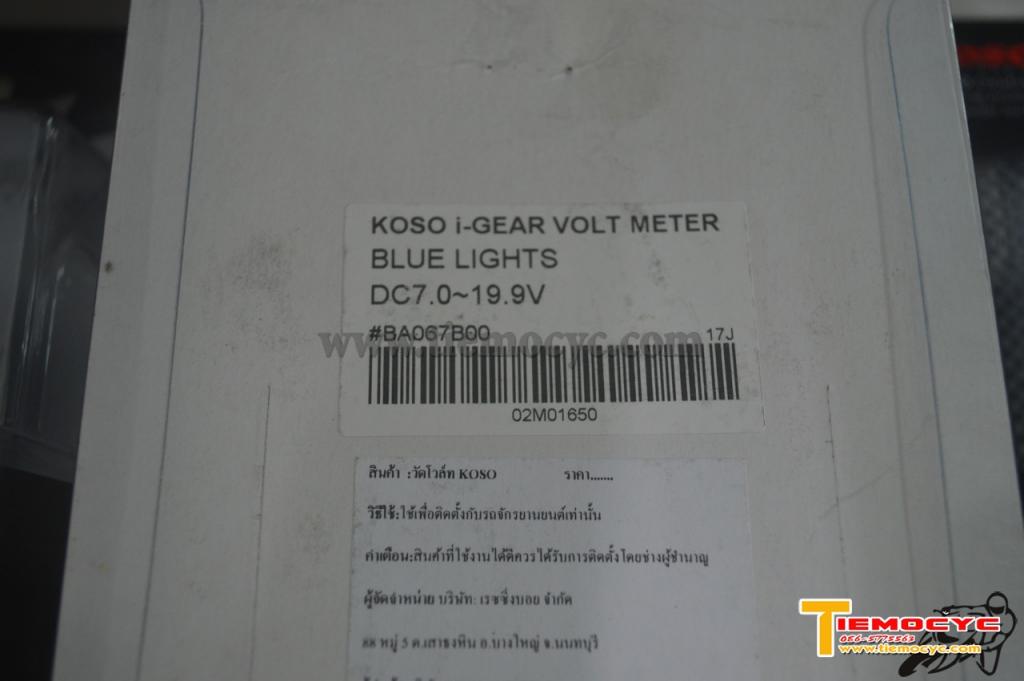 KOSO i-GEAR VOLT METER
BLUE LIGHTS
DC7.0~19.9V
#BA067B00 17J
www.tiemocyc.com
02M01650
สินค้า :วัดโวล์ท KOSO ราคา.......
วิธีใช้:ใช้เพื่อติดตั้งกับรถจักรยานยนต์เท่านั้น
คำเตือน:สินค้าที่ใช้งานได้ดีควรได้รับการติดตั้งโดยช่างผู้ชำนาญ
ผู้จัดจำหน่าย บริษัท: เรซซิ่งบอย จำกัด
88 หมู่ 5 ต.เสาธงหิน อ.บางใหญ่ จ.นนทบุรี
TIEMOCYC
086-5775563
www.tiemocyc.com